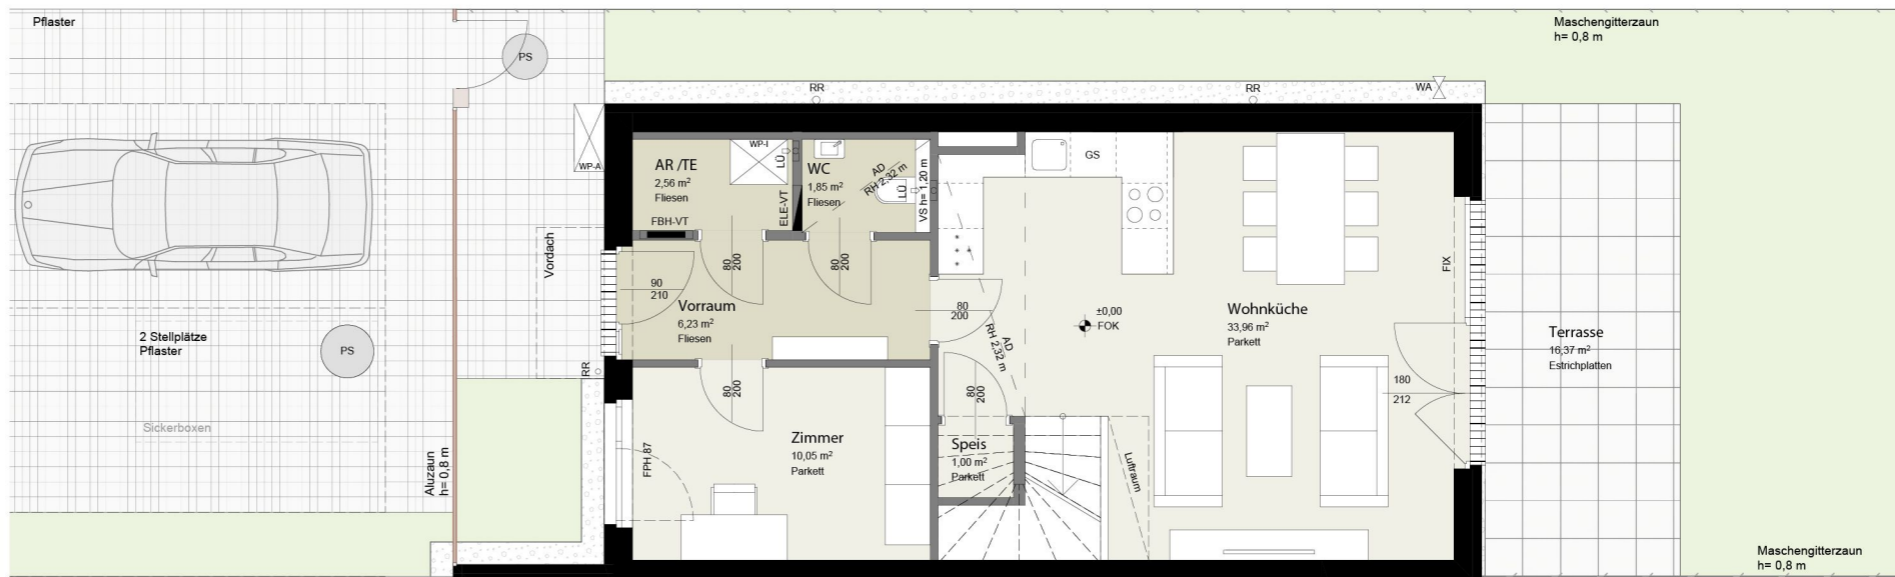 Pflaster
Maschengitterzaun
h= 0,8 m
PS
RR
RR
WA
WP-A
WP-I
AR /TE
2,56 m²
Fliesen
FBH-VT
LÜ
ELE-VT
WC
1,85 m²
Fliesen
AD
RH 2,32 m
LÜ
VS h= 1,20 m
GS
Vordach
80
200
80
200
90
210
Vorraum
6,23 m²
Fliesen
80
200
AD
RH 2,32 m
±0,00
FOK
Wohnküche
33,96 m²
Parkett
FIX
Terrasse
16,37 m²
Estrichplatten
2 Stellplätze
Pflaster
PS
RR
80
200
80
200
180
212
Sickerboxen
Aluzaun
h= 0,8 m
FPH 87
Zimmer
10,05 m²
Parkett
Speis
1,00 m²
Parkett
Luftraum
Maschengitterzaun
h= 0,8 m